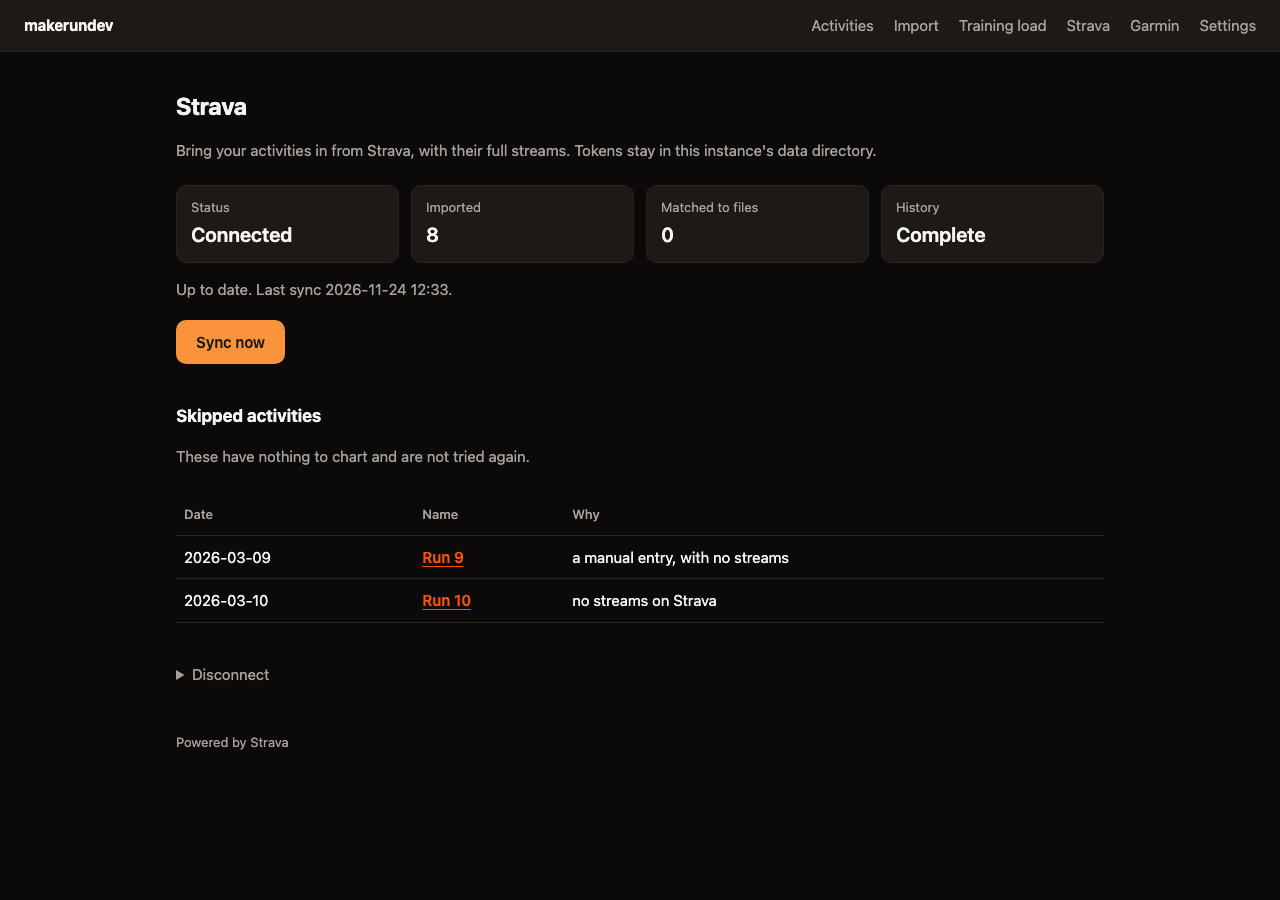 makerundev
Activities Import Training load Strava Garmin Settings
Strava
Bring your activities in from Strava, with their full streams. Tokens stay in this instance's data directory.
Status
Connected
Imported
8
Matched to files
0
History
Complete
Up to date. Last sync 2026-11-24 12:33.
Sync now
Skipped activities
These have nothing to chart and are not tried again.
Date Name Why
2026-03-09 Run 9 a manual entry, with no streams
2026-03-10 Run 10 no streams on Strava
Disconnect
Powered by Strava